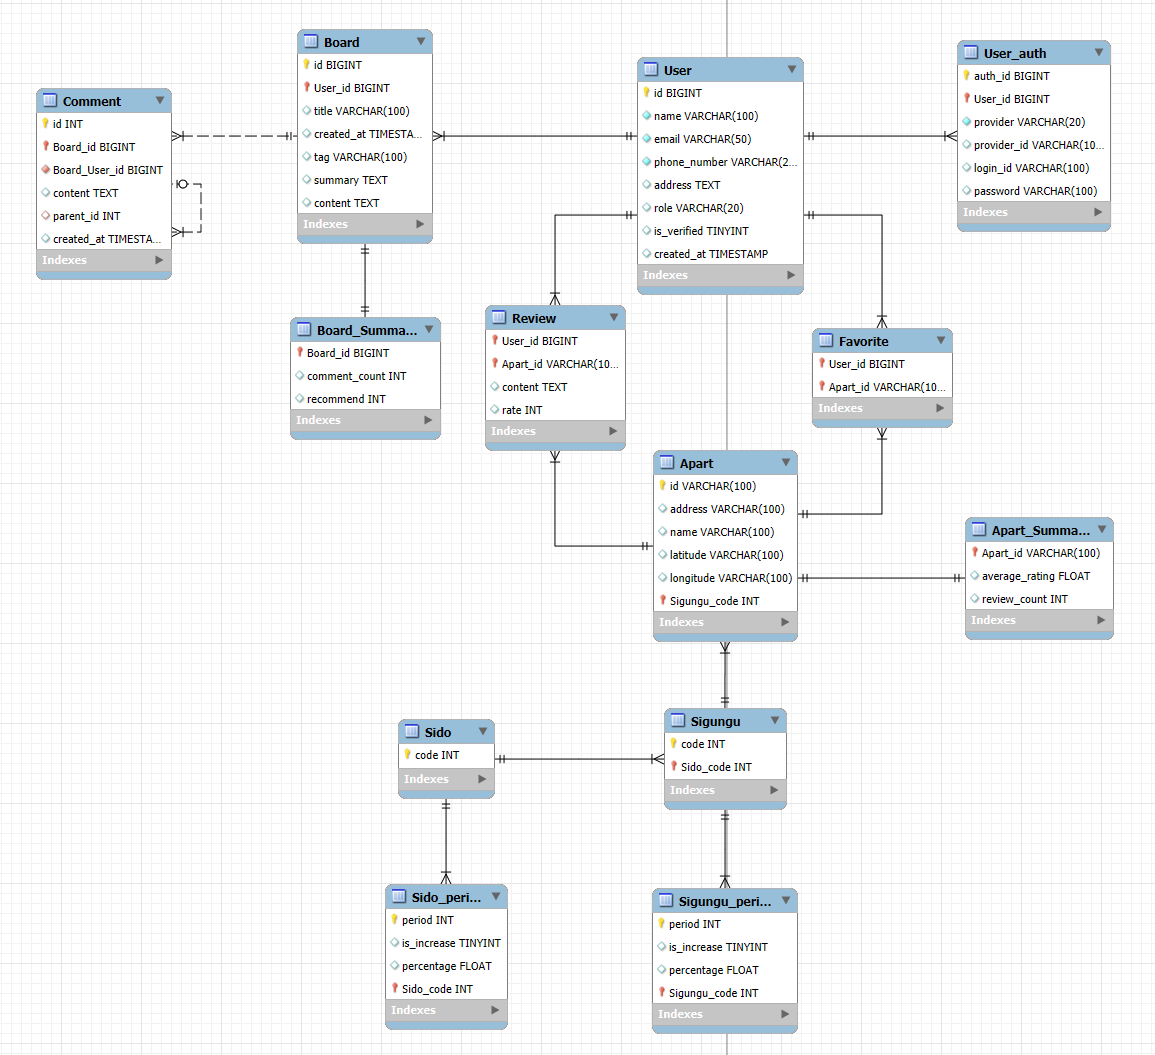 Board
id BIGINT
User_id BIGINT
title VARCHAR(100)
created_at TIMESTA...
tag VARCHAR(100)
summary TEXT
content TEXT
Indexes
User
id BIGINT
name VARCHAR(100)
email VARCHAR(50)
phone_number VARCHAR(2...
address TEXT
role VARCHAR(20)
is_verified TINYINT
created_at TIMESTAMP
Indexes
User_auth
auth_id BIGINT
User_id BIGINT
provider VARCHAR(20)
provider_id VARCHAR(10...
login_id VARCHAR(100)
password VARCHAR(100)
Indexes
Comment
id INT
Board_id BIGINT
Board_User_id BIGINT
content TEXT
parent_id INT
created_at TIMESTA...
Indexes
Board_Summa...
Board_id BIGINT
comment_count INT
recommend INT
Indexes
Review
User_id BIGINT
Apart_id VARCHAR(10...
content TEXT
rate INT
Indexes
Favorite
User_id BIGINT
Apart_id VARCHAR(10...
Indexes
Apart
id VARCHAR(100)
address VARCHAR(100)
name VARCHAR(100)
latitude VARCHAR(100)
longitude VARCHAR(100)
Sigungu_code INT
Indexes
Apart_Summa...
Apart_id VARCHAR(100)
average_rating FLOAT
review_count INT
Indexes
Sido
code INT
Indexes
Sigungu
code INT
Sido_code INT
Indexes
Sido_peri...
period INT
is_increase TINYINT
percentage FLOAT
Sido_code INT
Indexes
Sigungu_peri...
period INT
is_increase TINYINT
percentage FLOAT
Sigungu_code INT
Indexes